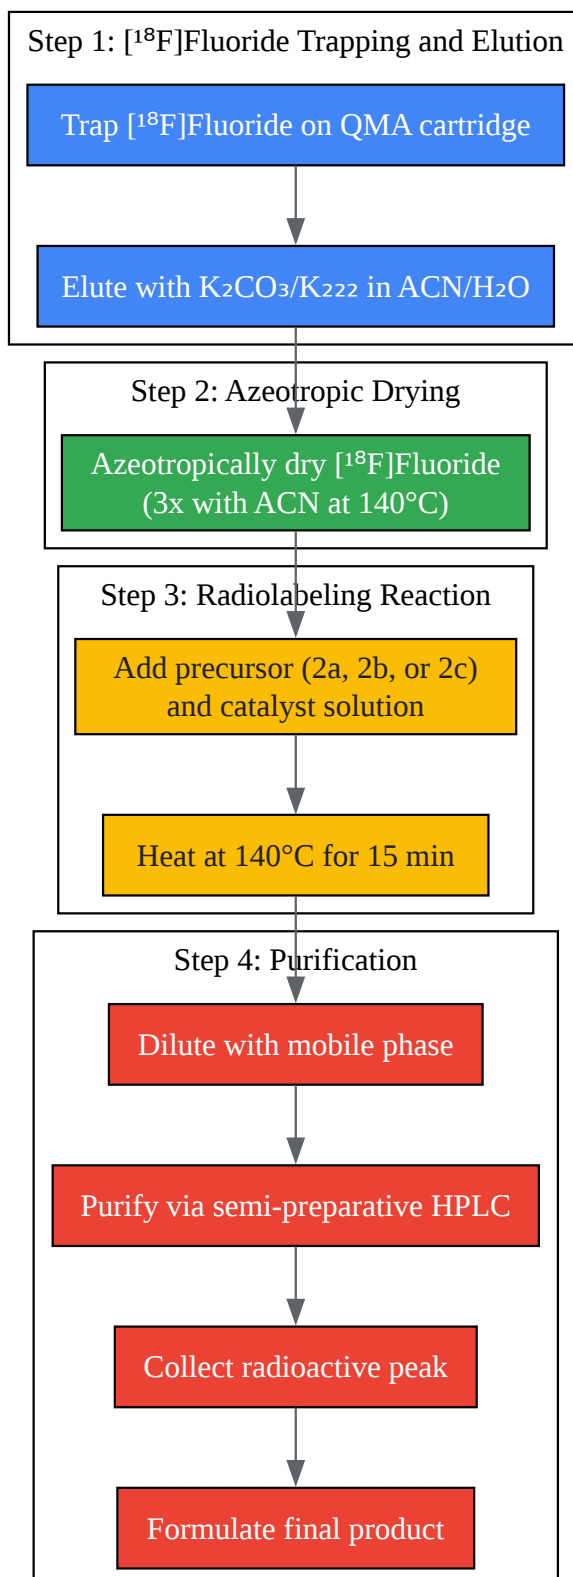 Step 1: [¹⁸F]Fluoride Trapping and Elution
Trap [¹⁸F]Fluoride on QMA cartridge
Elute with K₂CO₃/K₂₂₂ in ACN/H₂O
Step 2: Azeotropic Drying
Azeotropically dry [¹⁸F]Fluoride
(3x with ACN at 140°C)
Step 3: Radiolabeling Reaction
Add precursor (2a, 2b, or 2c)
and catalyst solution
Heat at 140°C for 15 min
Step 4: Purification
Dilute with mobile phase
Purify via semi-preparative HPLC
Collect radioactive peak
Formulate final product